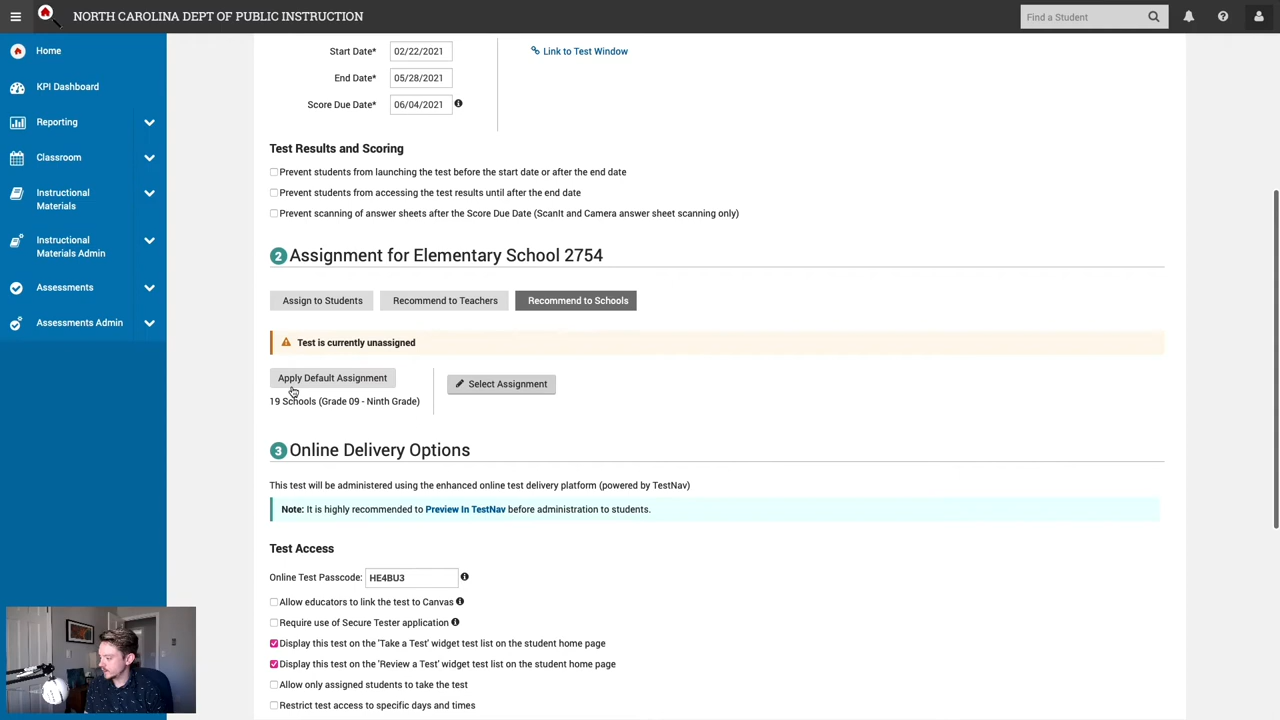 NORTH CAROLINA DEPT OF PUBLIC INSTRUCTION
Find a Student
Home
KPI Dashboard
Reporting
Classroom
Instructional
Materials
Instructional
Materials Admin
Assessments
Assessments Admin
Start Date* 02/22/2021
Link to Test Window
End Date* 05/28/2021
Score Due Date* 06/04/2021
Test Results and Scoring
Prevent students from launching the test before the start date or after the end date
Prevent students from accessing the test results until after the end date
Prevent scanning of answer sheets after the Score Due Date (ScanIt and Camera answer sheet scanning only)
2 Assignment for Elementary School 2754
Assign to Students Recommend to Teachers Recommend to Schools
Test is currently unassigned
Apply Default Assignment
Select Assignment
19 Schools (Grade 09 - Ninth Grade)
3 Online Delivery Options
This test will be administered using the enhanced online test delivery platform (powered by TestNav)
Note: It is highly recommended to Preview In TestNav before administration to students.
Test Access
Online Test Passcode: HE4BU3
Allow educators to link the test to Canvas
Require use of Secure Tester application
Display this test on the 'Take a Test' widget test list on the student home page
Display this test on the 'Review a Test' widget test list on the student home page
Allow only assigned students to take the test
Restrict test access to specific days and times